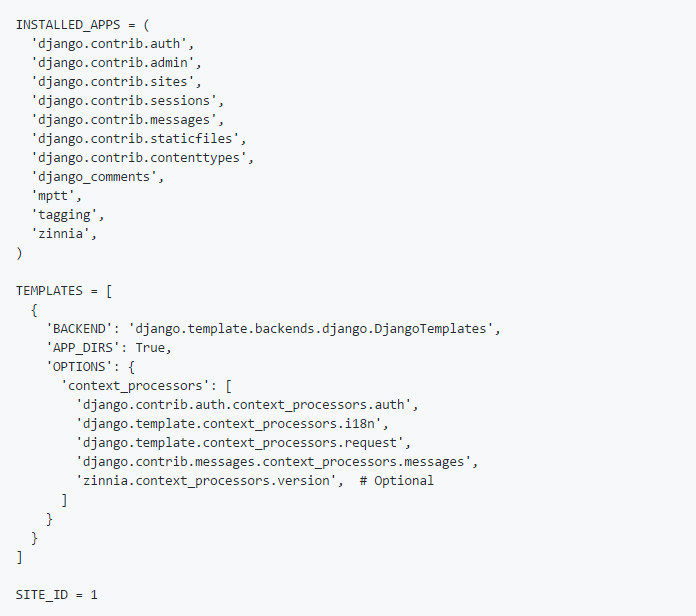 INSTALLED_APPS = (
  'django.contrib.auth',
  'django.contrib.admin',
  'django.contrib.sites',
  'django.contrib.sessions',
  'django.contrib.messages',
  'django.contrib.staticfiles',
  'django.contrib.contenttypes',
  'django_comments',
  'mptt',
  'tagging',
  'zinnia',
)

TEMPLATES = [
  {
    'BACKEND': 'django.template.backends.django.DjangoTemplates',
    'APP_DIRS': True,
    'OPTIONS': {
      'context_processors': [
        'django.contrib.auth.context_processors.auth',
        'django.template.context_processors.i18n',
        'django.template.context_processors.request',
        'django.contrib.messages.context_processors.messages',
        'zinnia.context_processors.version',  # Optional
      ]
    }
  }
]

SITE_ID = 1